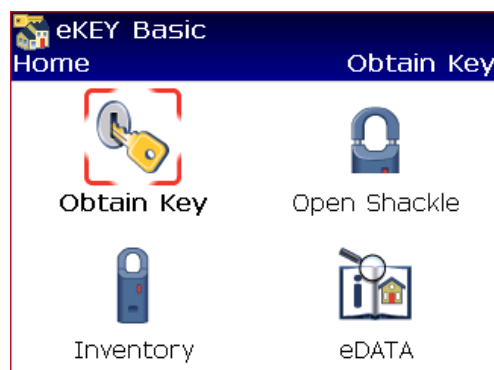 eKEY Basic
Home Obtain Key
Obtain Key Open Shackle
Inventory eDATA